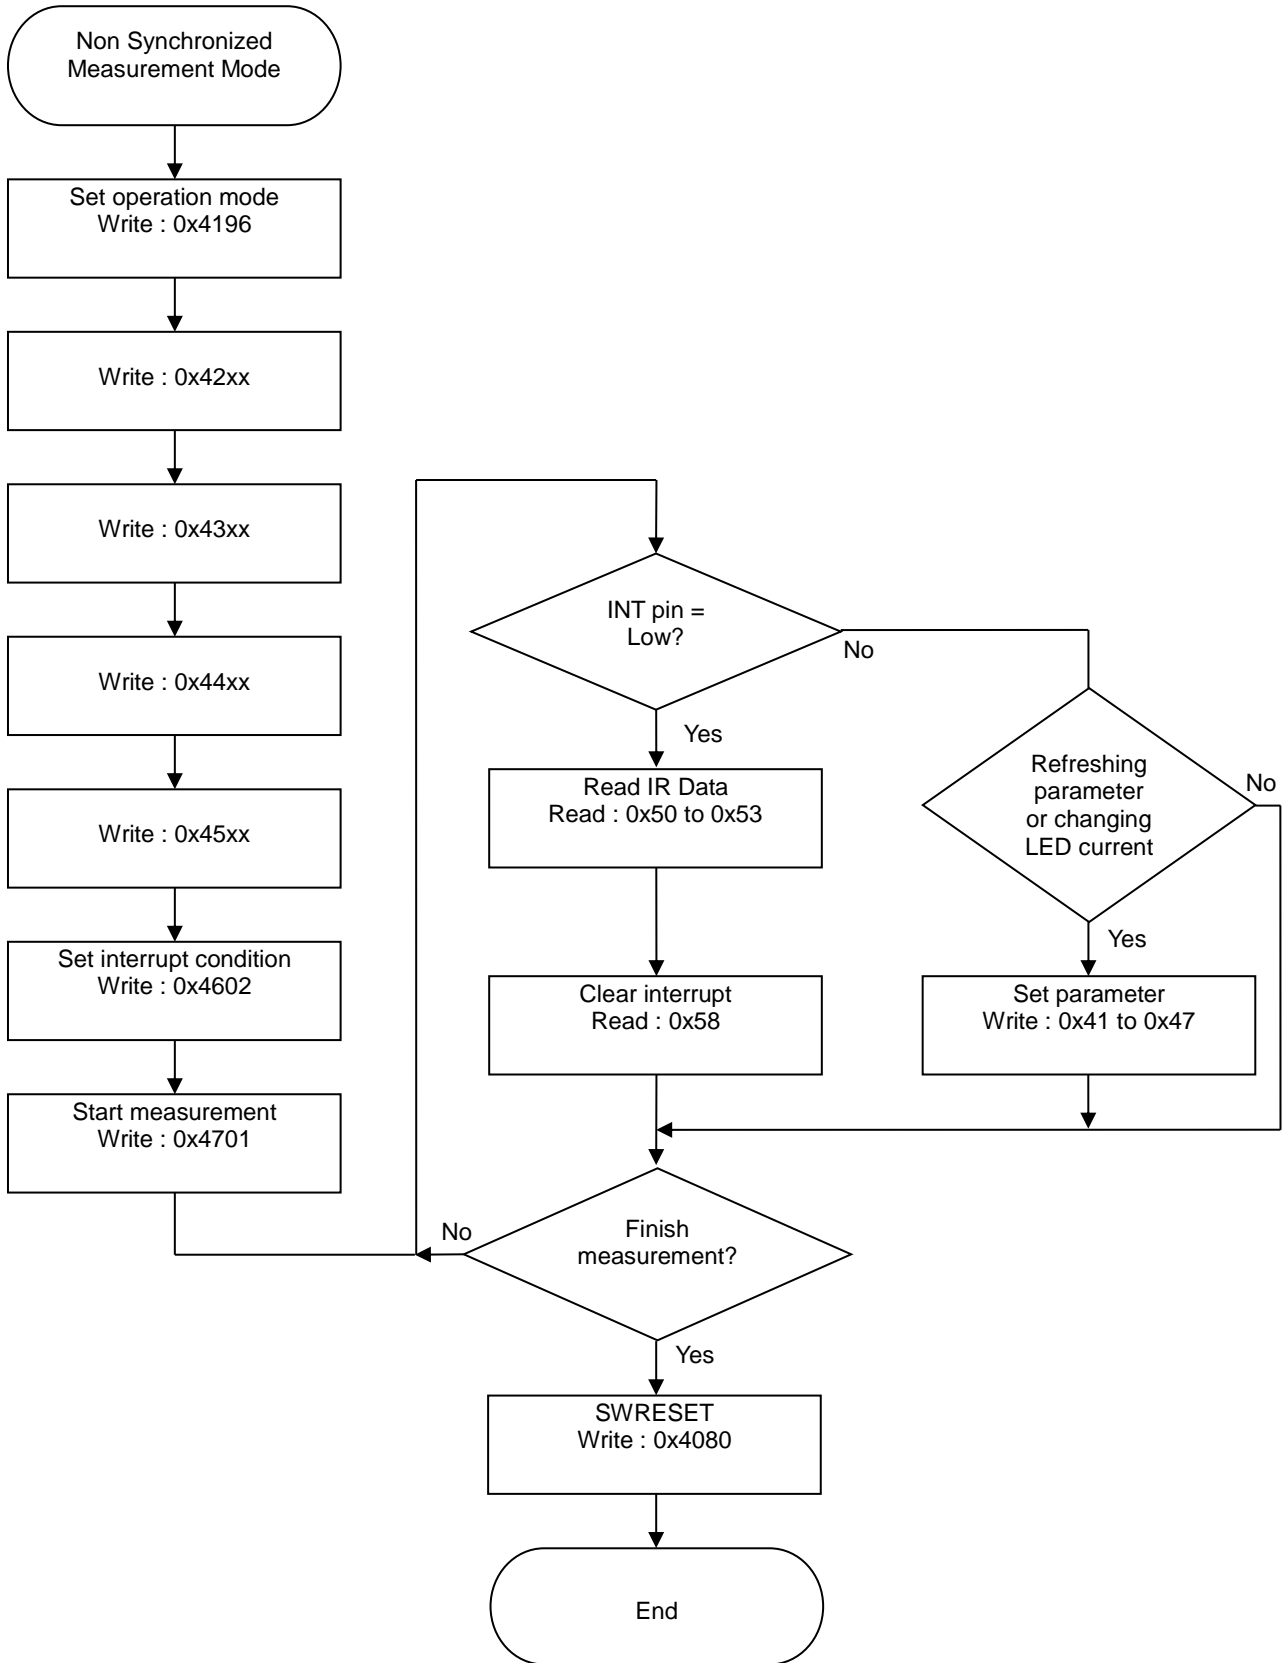 Non Synchronized
Measurement Mode
Set operation mode
Write : 0x4196
Write : 0x42xx
Write : 0x43xx
Write : 0x44xx
Write : 0x45xx
Set interrupt condition
Write : 0x4602
Start measurement
Write : 0x4701
INT pin =
Low?
No
Yes
Read IR Data
Read : 0x50 to 0x53
Clear interrupt
Read : 0x58
Refreshing
parameter
or changing
LED current
No
Yes
Set parameter
Write : 0x41 to 0x47
Finish
measurement?
No
Yes
SWRESET
Write : 0x4080
End